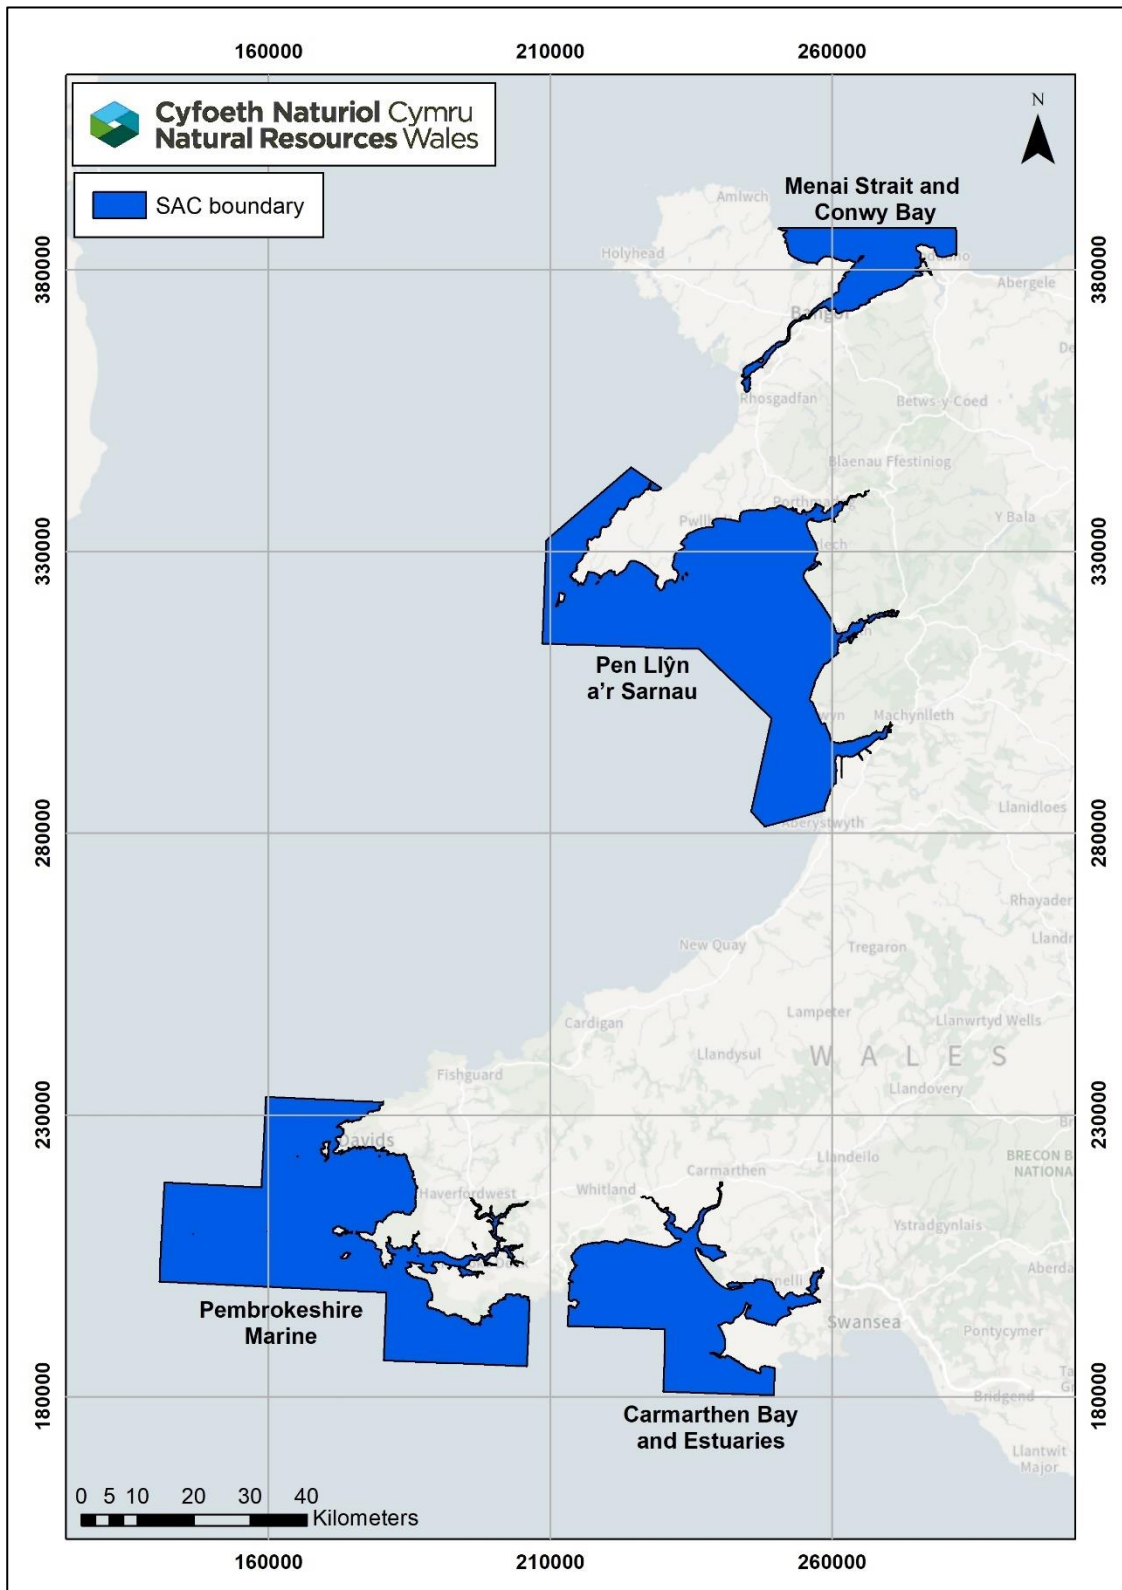 160000
210000
260000
Cyfoeth Naturiol Cymru
Natural Resources Wales
SAC boundary
N
Menai Strait and
Conwy Bay
Amlwch
Holyhead
Abergele
380000
380000
Bangor
Rhosgadfan
Betws-y-Coed
Blaenau Ffestiniog
Porthmadog
Y Bala
330000
330000
Pen Llŷn
a'r Sarnau
Machynlleth
Llanidloes
280000
280000
Aberystwyth
Rhayader
New Quay
Tregaron
Cardigan
Lampeter
Llanwrtyd Wells
Llandysul
WALES
Fishguard
Llandovery
230000
230000
Davids
BRECON B
NATIONA
Llandeilo
Carmarthen
Haverfordwest
Whitland
Ystradgynlais
Aberda
Pembrokeshire
Marine
Swansea
Pontycymer
180000
180000
Bridgend
Carmarthen Bay
and Estuaries
Llantwit
Major
0 5 10 20 30 40
Kilometers
160000
210000
260000